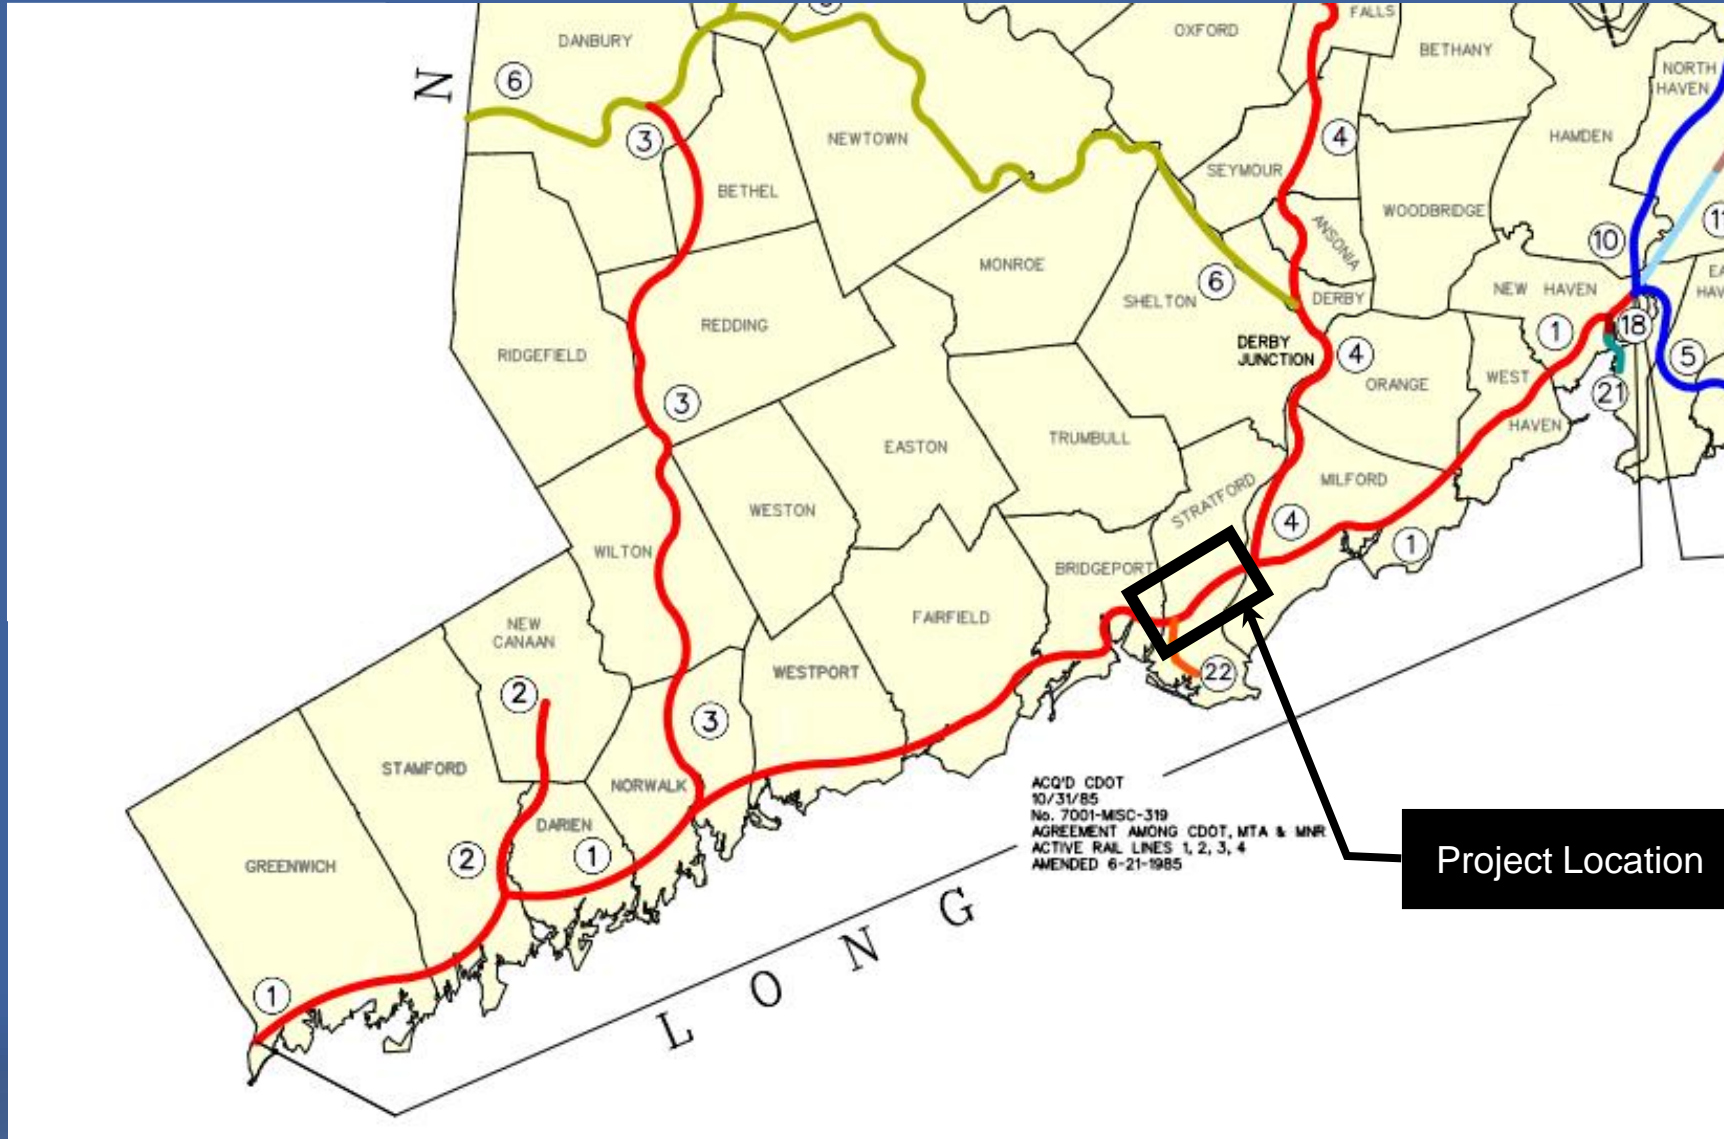 FALLS
OXFORD
DANBURY
BETHANY
NORTH
HAVEN
N
6
3
NEWTOWN
4
HAMDEN
SEYMOUR
BETHEL
WOODBRIDGE
ANSONIA
10
11
MONROE
6
SHELTON
DERBY
NEW HAVEN
REDDING
1
18
RIDGEFIELD
DERBY
JUNCTION
4
5
ORANGE
WEST
HAVEN
21
3
EASTON
TRUMBULL
MILFORD
STRATFORD
WESTON
4
1
WILTON
BRIDGEPORT
FAIRFIELD
NEW
CANAAN
WESTPORT
22
2
3
STAMFORD
NORWALK
ACQ'D CDOT
10/31/85
No. 7001-MISC-319
AGREEMENT AMONG CDOT, MTA & MNR
ACTIVE RAIL LINES 1, 2, 3, 4
AMENDED 6-21-1985
DARIEN
2
1
GREENWICH
Project Location
1
LONG